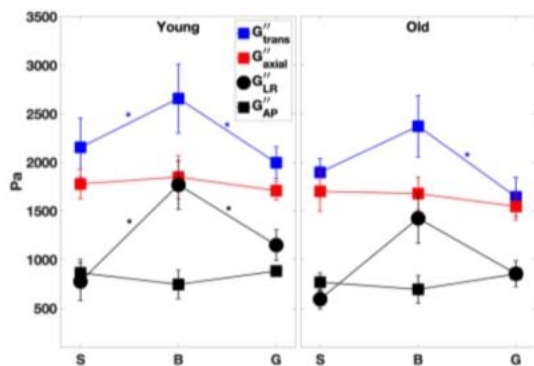 Young
Old
G″trans
G″axial
G″LR
G″AP
Pa
3500
3000
2500
2000
1500
1000
500
*
*
*
*
*
S B G
S B G